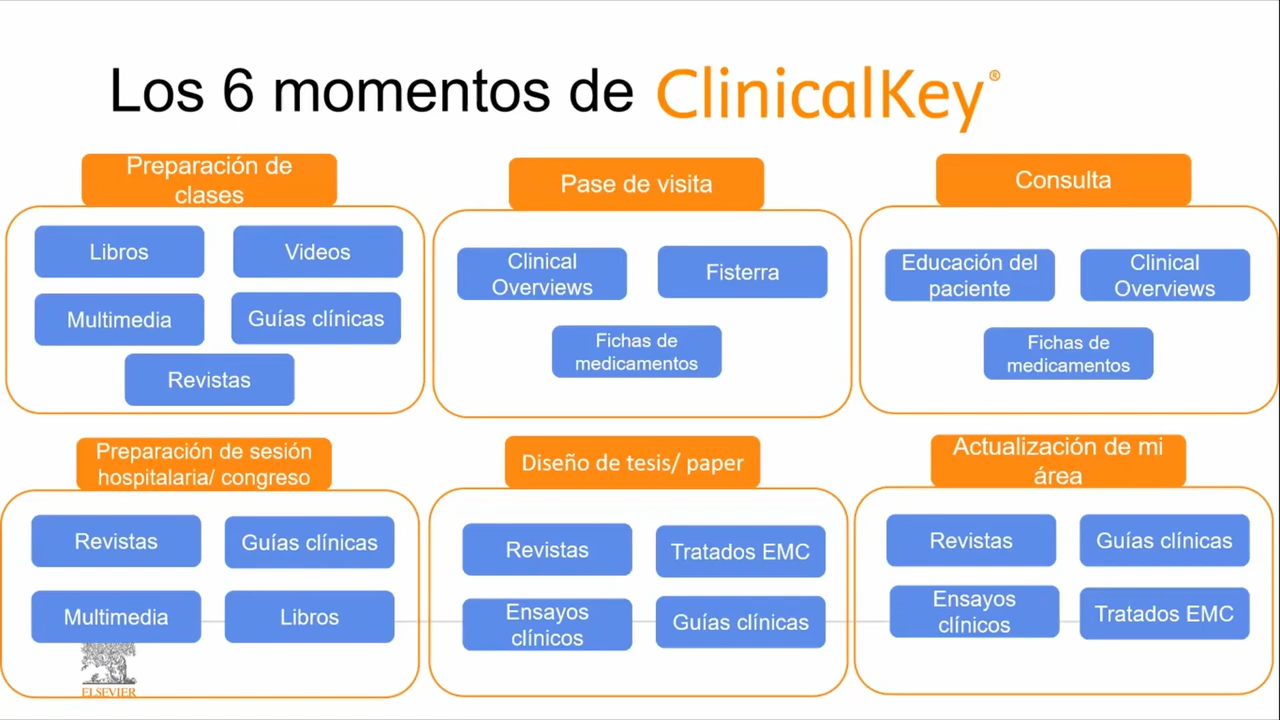 Los 6 momentos de ClinicalKey®
Preparación de
clases
Libros
Videos
Multimedia
Guías clínicas
Revistas
Pase de visita
Clinical
Overviews
Fisterra
Fichas de
medicamentos
Consulta
Educación del
paciente
Clinical
Overviews
Fichas de
medicamentos
Preparación de sesión
hospitalaria/ congreso
Revistas
Guías clínicas
Multimedia
Libros
ELSEVIER
Diseño de tesis/ paper
Revistas
Tratados EMC
Ensayos
clínicos
Guías clínicas
Actualización de mi
área
Revistas
Guías clínicas
Ensayos
clínicos
Tratados EMC